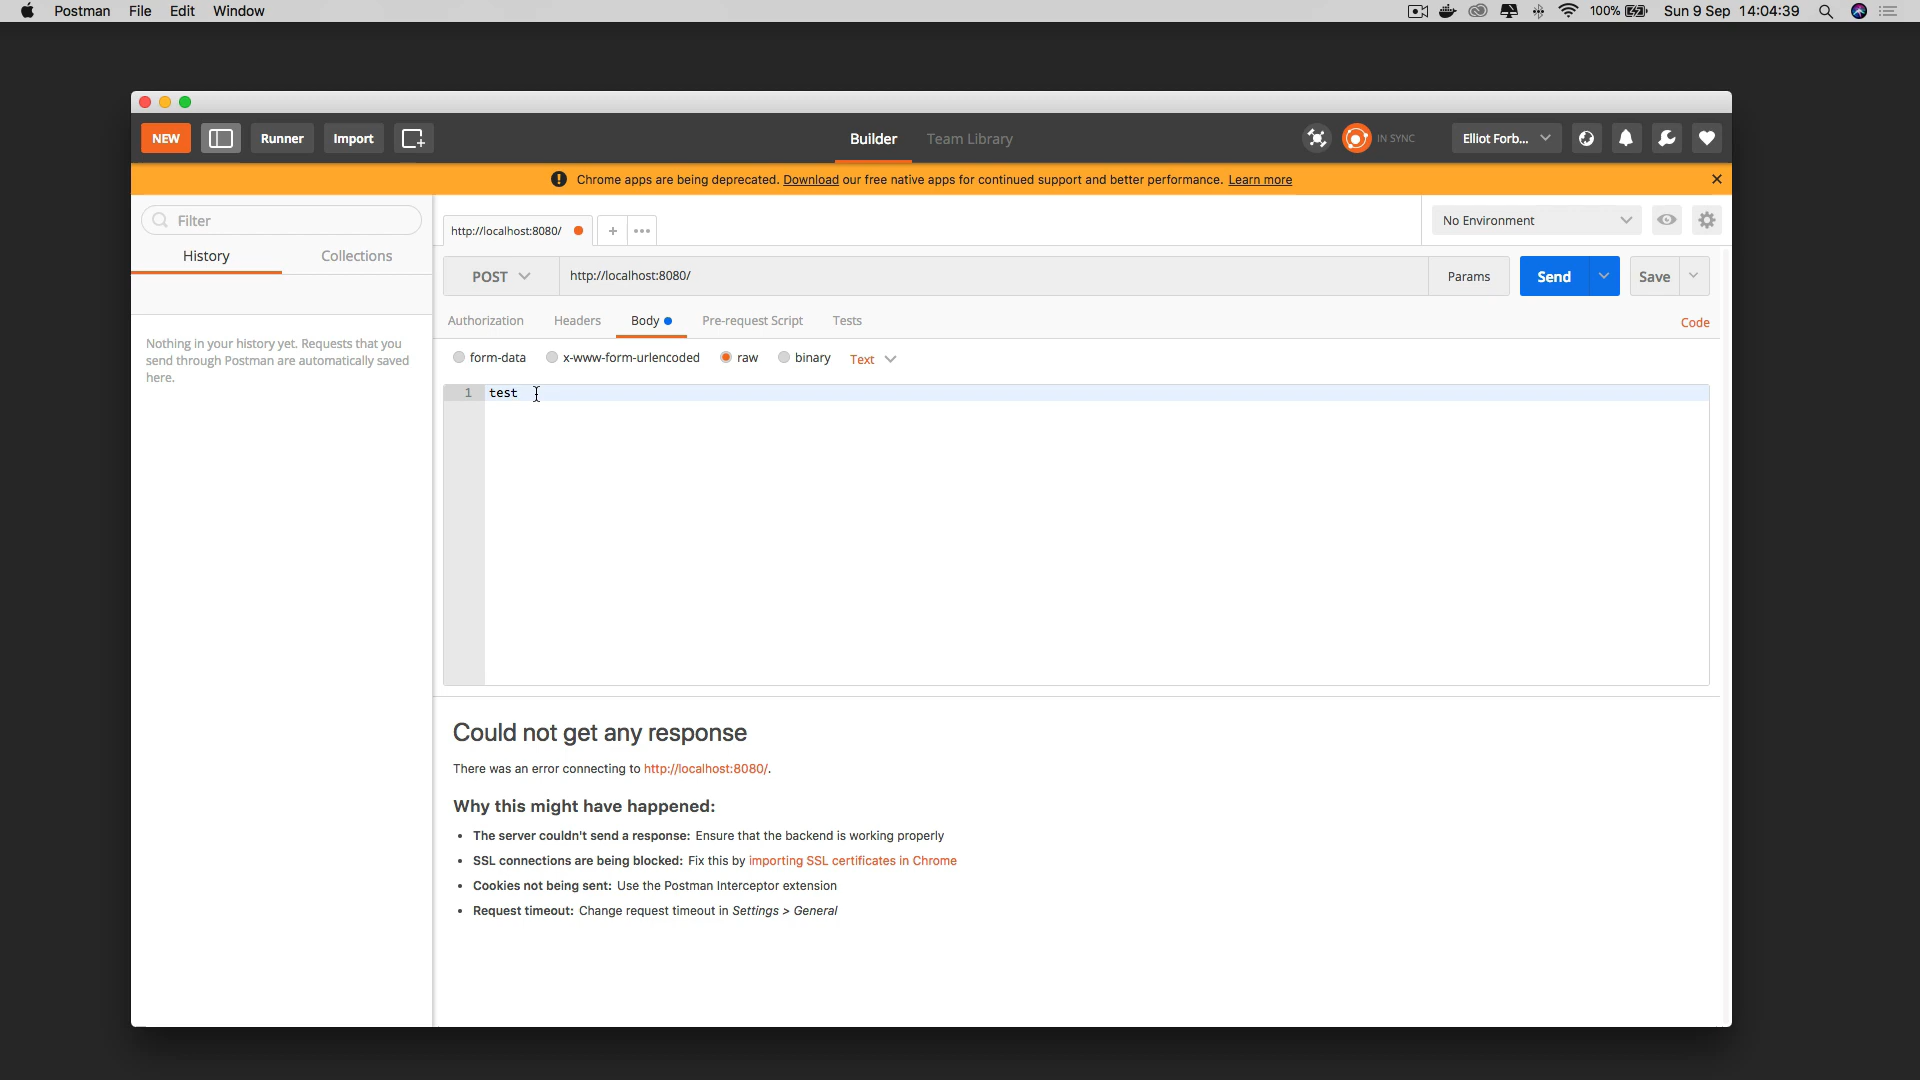 Postman File Edit Window
100% Sun 9 Sep 14:04:39
NEW Runner Import Builder Team Library IN SYNC Elliot Forb...
Chrome apps are being deprecated. Download our free native apps for continued support and better performance. Learn more
Filter
History Collections
Nothing in your history yet. Requests that you
send through Postman are automatically saved
here.
http://localhost:8080/
No Environment
POST http://localhost:8080/ Params Send Save
Authorization Headers Body Pre-request Script Tests Code
form-data x-www-form-urlencoded raw binary Text
1 test
Could not get any response
There was an error connecting to http://localhost:8080/.
Why this might have happened:
• The server couldn't send a response: Ensure that the backend is working properly
• SSL connections are being blocked: Fix this by importing SSL certificates in Chrome
• Cookies not being sent: Use the Postman Interceptor extension
• Request timeout: Change request timeout in Settings > General